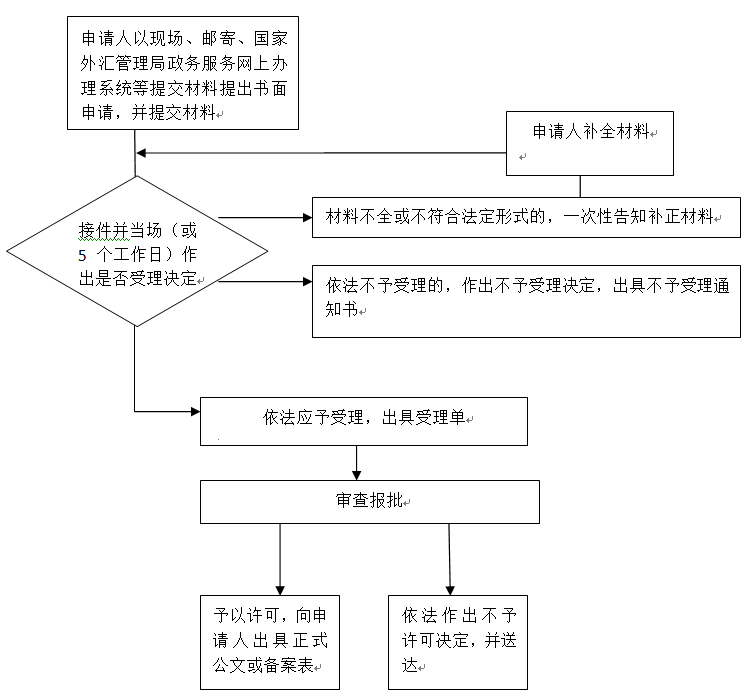 申请人以现场、邮寄、国家
外汇管理局政务服务网上办
理系统等提交材料提出书面
申请，并提交材料
申请人补全材料
材料不全或不符合法定形式的，一次性告知补正材料
接件并当场（或
5 个工作日）作
出是否受理决定
依法不予受理的，作出不予受理决定，出具不予受理通
知书
依法应予受理，出具受理单
审查报批
予以许可，向申
请人出具正式
公文或备案表
依法作出不予
许可决定，并送
达